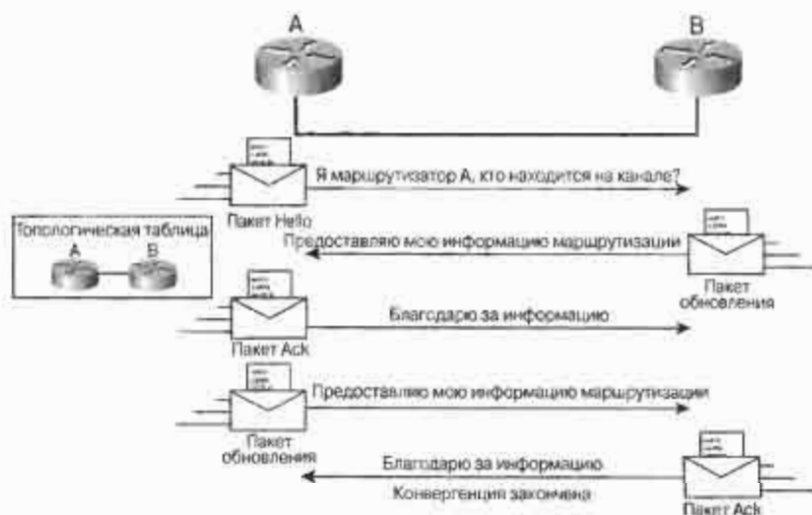 A
B
Я маршрутизатор А, кто находится на канале?
Пакет Hello
Топологическая таблица
А
В
Предоставляю мою информацию маршрутизации
Пакет
обновления
Благодарю за информацию
Пакет Ack
Предоставляю мою информацию маршрутизации
Пакет
обновления
Благодарю за информацию
Конвергенция закончена
Пакет Ack